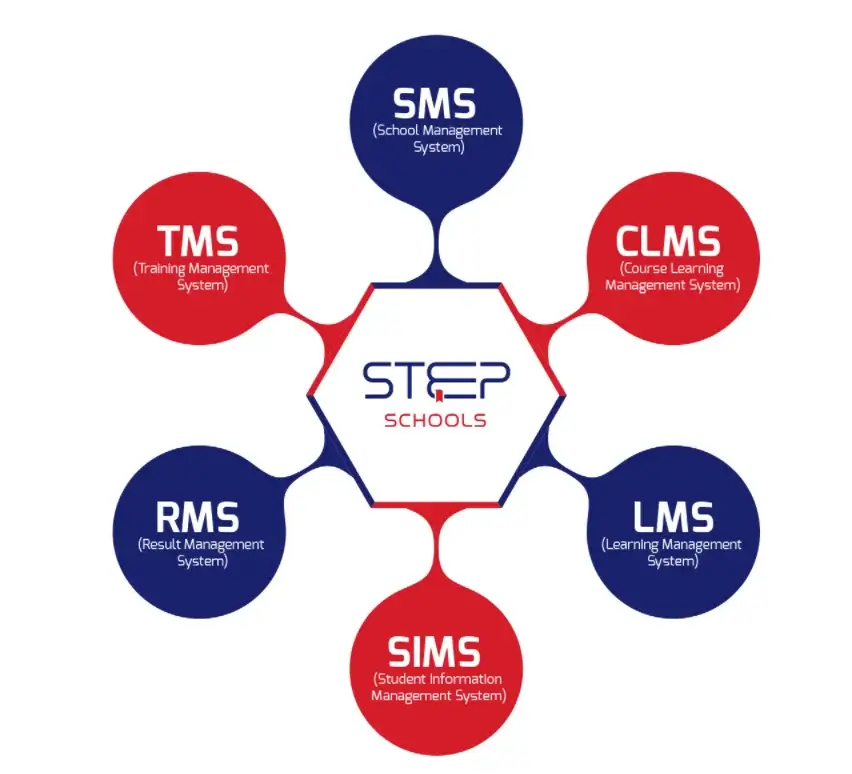 SMS
(School Management
System)
TMS
(Training Management
System)
CLMS
(Course Learning
Management System)
STEP
SCHOOLS
RMS
(Result Management
System)
LMS
(Learning Management
System)
SIMS
(Student Information
Management System)